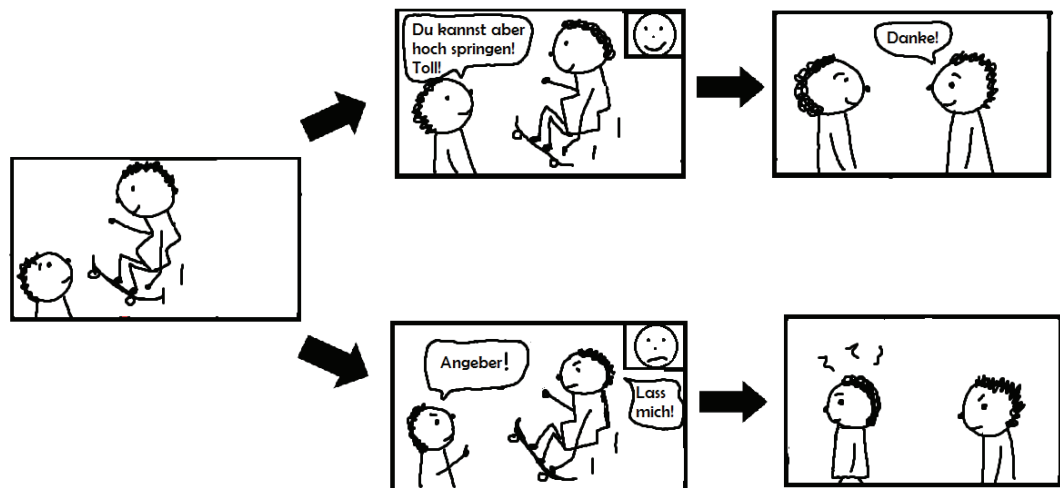 Du kannst aber
hoch springen!
Toll!
Danke!
Angeber!
Lass
mich!